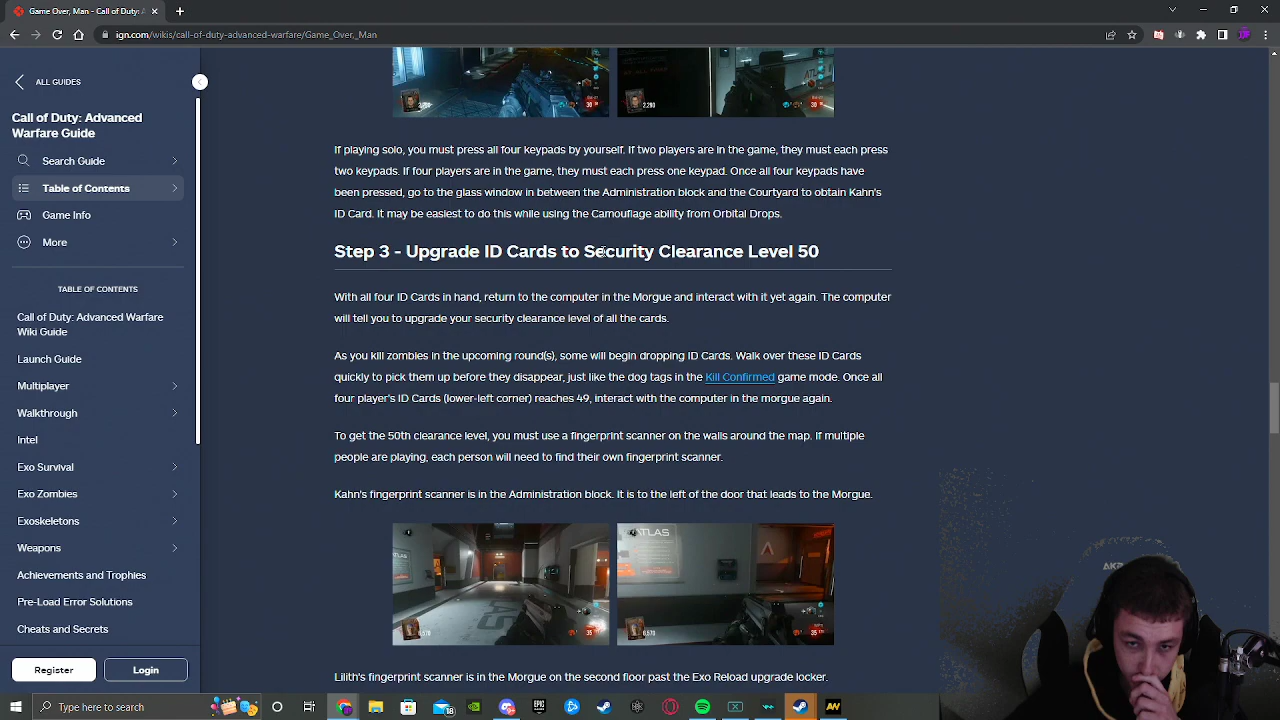 Game Over, Man - Call of Duty: A
ign.com/wikis/call-of-duty-advanced-warfare/Game_Over,_Man
ALL GUIDES
Call of Duty: Advanced
Warfare Guide
Search Guide
Table of Contents
Game Info
More
TABLE OF CONTENTS
Call of Duty: Advanced Warfare
Wiki Guide
Launch Guide
Multiplayer
Walkthrough
Intel
Exo Survival
Exo Zombies
Exoskeletons
Weapons
Achievements and Trophies
Pre-Load Error Solutions
Cheats and Secrets
Register
Login
2,290
30
30
If playing solo, you must press all four keypads by yourself. If two players are in the game, they must each press
two keypads. If four players are in the game, they must each press one keypad. Once all four keypads have
been pressed, go to the glass window in between the Administration block and the Courtyard to obtain Kahn's
ID Card. It may be easiest to do this while using the Camouflage ability from Orbital Drops.
Step 3 - Upgrade ID Cards to Security Clearance Level 50
With all four ID Cards in hand, return to the computer in the Morgue and interact with it yet again. The computer
will tell you to upgrade your security clearance level of all the cards.
As you kill zombies in the upcoming round(s), some will begin dropping ID Cards. Walk over these ID Cards
quickly to pick them up before they disappear, just like the dog tags in the Kill Confirmed game mode. Once all
four player's ID Cards (lower-left corner) reaches 49, interact with the computer in the morgue again.
To get the 50th clearance level, you must use a fingerprint scanner on the walls around the map. If multiple
people are playing, each person will need to find their own fingerprint scanner.
Kahn's fingerprint scanner is in the Administration block. It is to the left of the door that leads to the Morgue.
ATLAS
6,570
35
6,570
35
Lilith's fingerprint scanner is in the Morgue on the second floor past the Exo Reload upgrade locker.
Type here to search
18
EPIC
AW